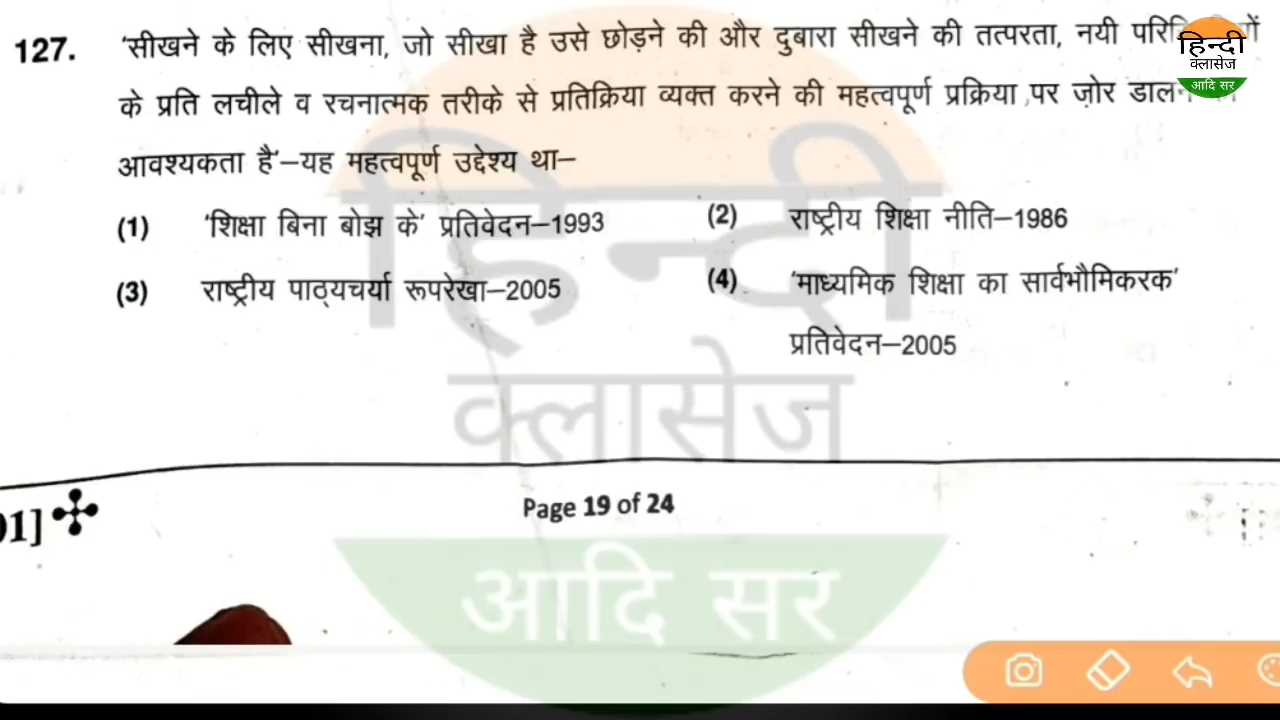 127. 'सीखने के लिए सीखना, जो सीखा है उसे छोड़ने की और दुबारा सीखने की तत्परता, नयी
के प्रति लचीले व रचनात्मक तरीके से प्रतिक्रिया व्यक्त करने की महत्वपूर्ण प्रक्रिया पर ज़ोर
आवश्यकता है'–यह महत्वपूर्ण उद्देश्य था–
(1) 'शिक्षा बिना बोझ के' प्रतिवेदन–1993
(2) राष्ट्रीय शिक्षा नीति–1986
(3) राष्ट्रीय पाठ्यचर्या रूपरेखा–2005
(4) 'माध्यमिक शिक्षा का सार्वभौमिकरक'
प्रतिवेदन–2005
01]
Page 19 of 24
हिन्दी
क्लासेज
आदि सर
हिन्दी
क्लासेज
आदि सर